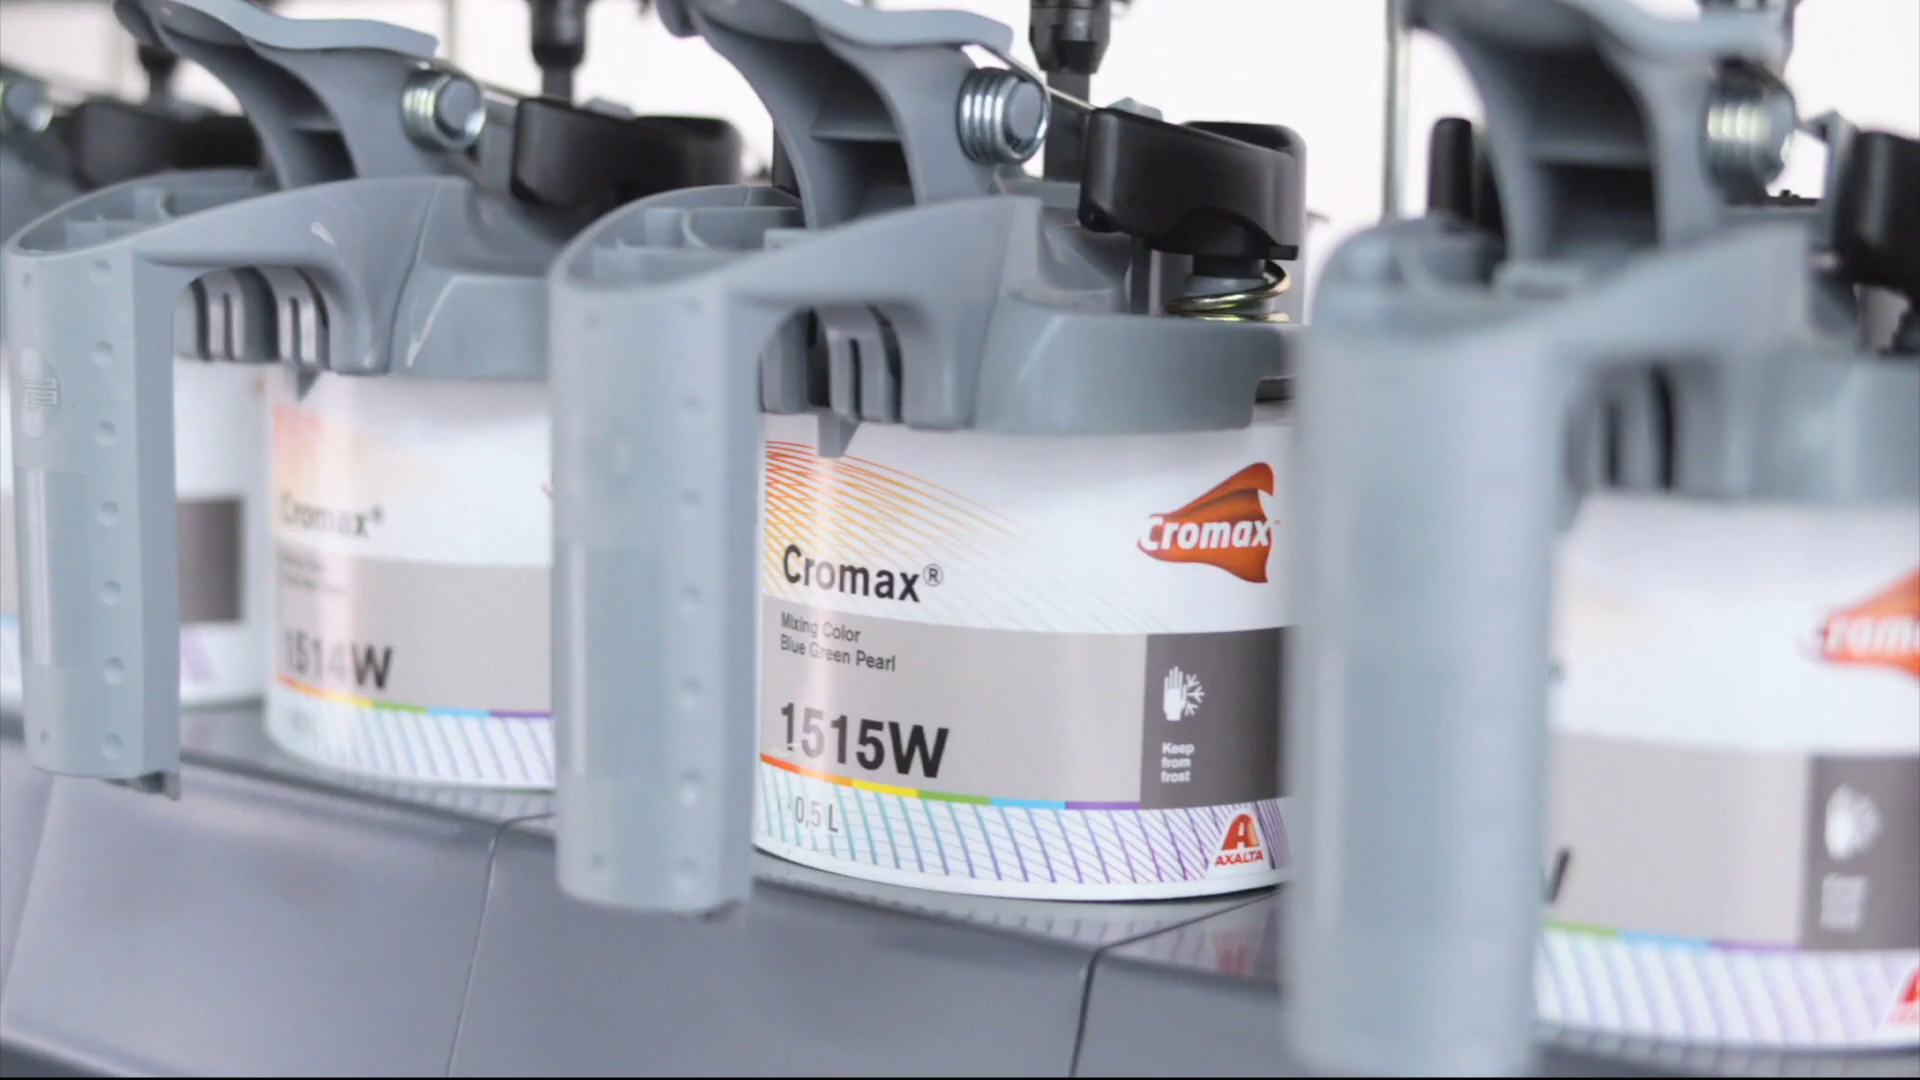 Cromax®
1514W
Cromax
Cromax®
Mixing Color
Blue Green Pearl
1515W
Keep
from
frost
0,5 L
AXALTA